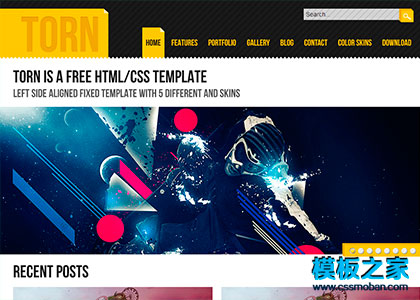 TORN
Search...
HOME FEATURES PORTFOLIO GALLERY BLOG CONTACT COLOR SKINS DOWNLOAD
TORN IS A FREE HTML/CSS TEMPLATE
LEFT SIDE ALIGNED FIXED TEMPLATE WITH 5 DIFFERENT AND SKINS
模板之家
www.cssmoban.com
RECENT POSTS